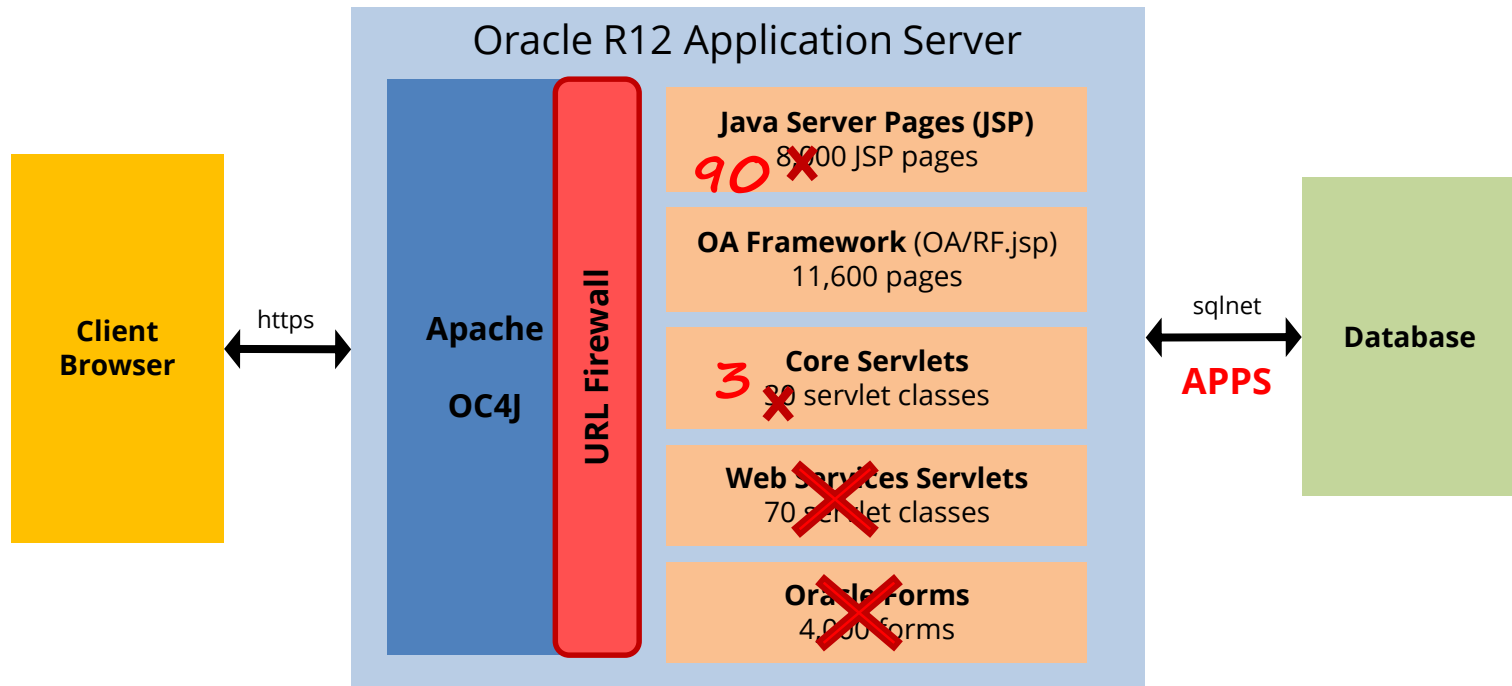 Oracle R12 Application Server
Client
Browser
https
Apache
OC4J
URL Firewall
Java Server Pages (JSP)
8,000 JSP pages
90
OA Framework (OA/RF.jsp)
11,600 pages
Core Servlets
30 servlet classes
3
Web Services Servlets
70 servlet classes
Oracle Forms
4,000 forms
sqlnet
APPS
Database